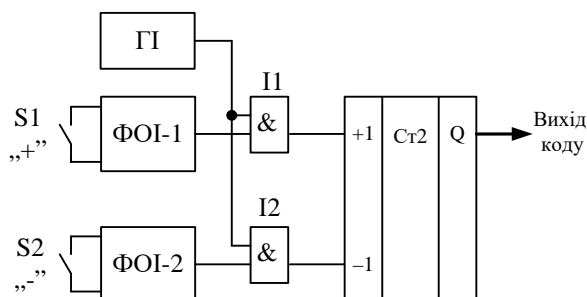 ГІ
І1
S1
„+”
ФОІ-1
&
+1
Ст2
Q
Вихід
коду
І2
S2
„-”
ФОІ-2
&
–1